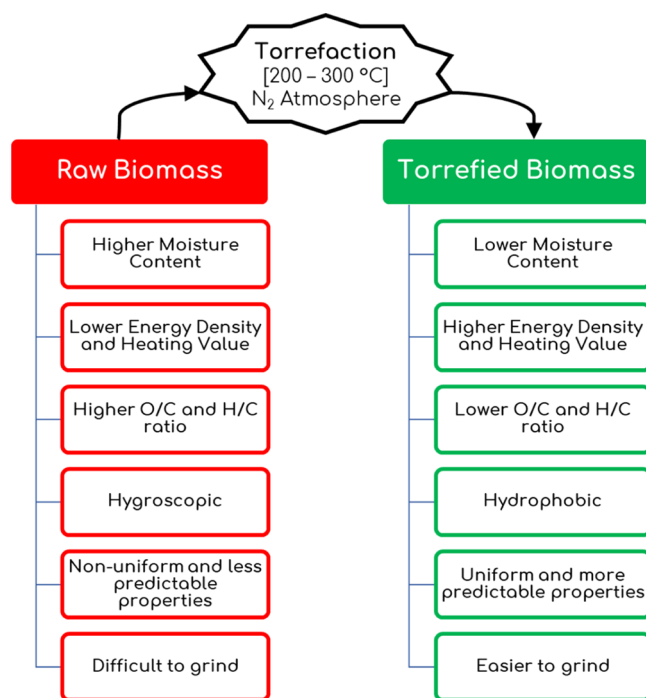 Torrefaction
[200 – 300 °C]
N₂ Atmosphere
Raw Biomass
Higher Moisture
Content
Lower Energy Density
and Heating Value
Higher O/C and H/C
ratio
Hygroscopic
Non-uniform and less
predictable
properties
Difficult to grind
Torrefied Biomass
Lower Moisture
Content
Higher Energy Density
and Heating Value
Lower O/C and H/C
ratio
Hydrophobic
Uniform and more
predictable properties
Easier to grind